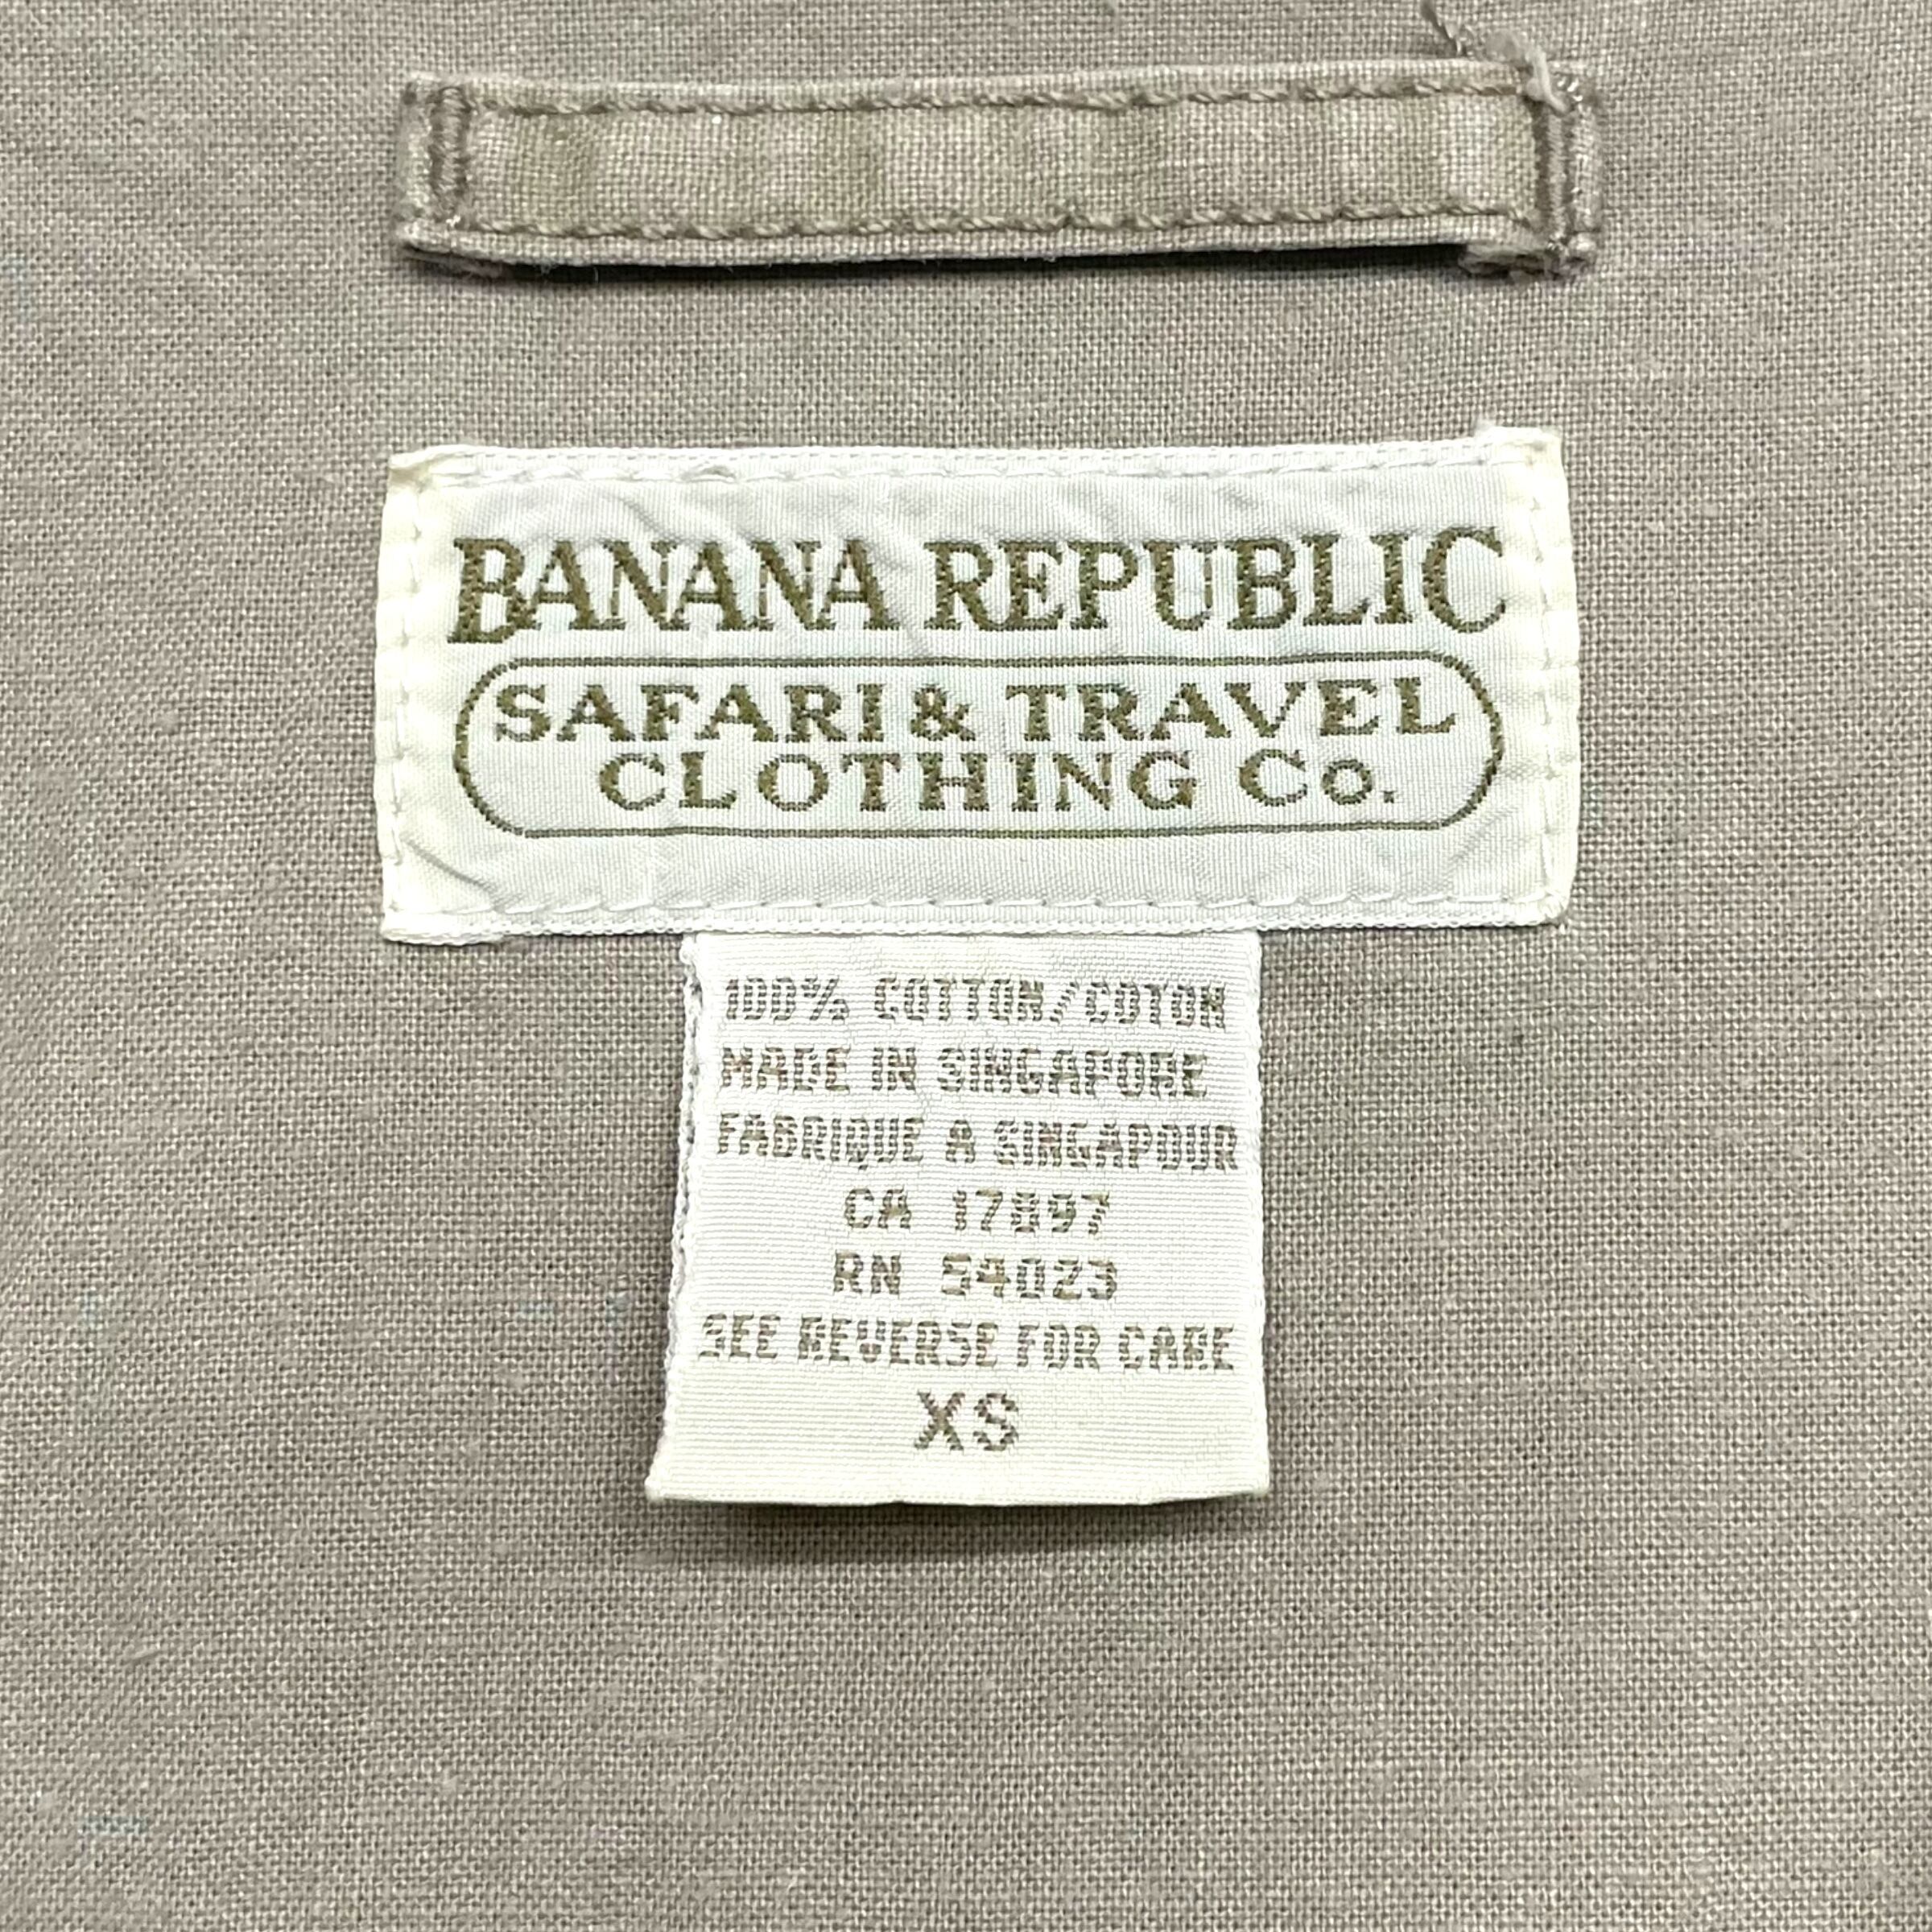 BANANA REPUBLIC
SAFARI & TRAVEL
CLOTHING Co.
100% COTTON/COTON
MADE IN SINGAPORE
FABRIQUE A SINGAPOUR
CA 17897
RN 54023
SEE REVERSE FOR CARE
XS